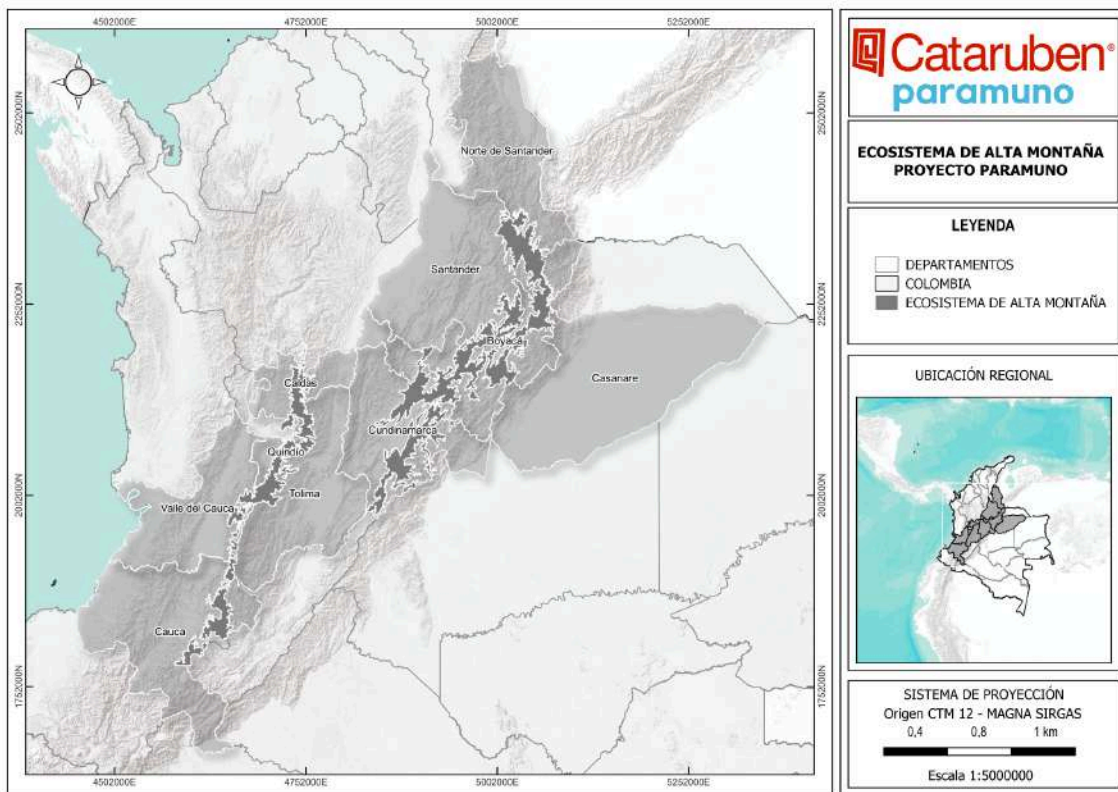 4502000E
4752000E
5002000E
5252000E
2502000N
2252000N
2002000N
1752000N
Norte de Santander
Santander
Boyacá
Casanare
Caldas
Cundinamarca
Quindío
Tolima
Valle del Cauca
Cauca
2502000N
2252000N
2002000N
1752000N
4502000E
4752000E
5002000E
5252000E
Cataruben®
paramuno
ECOSISTEMA DE ALTA MONTAÑA
PROYECTO PARAMUNO
LEYENDA
DEPARTAMENTOS
COLOMBIA
ECOSISTEMA DE ALTA MONTAÑA
UBICACIÓN REGIONAL
SISTEMA DE PROYECCIÓN
Origen CTM 12 - MAGNA SIRGAS
0,4 0,8 1 km
Escala 1:5000000